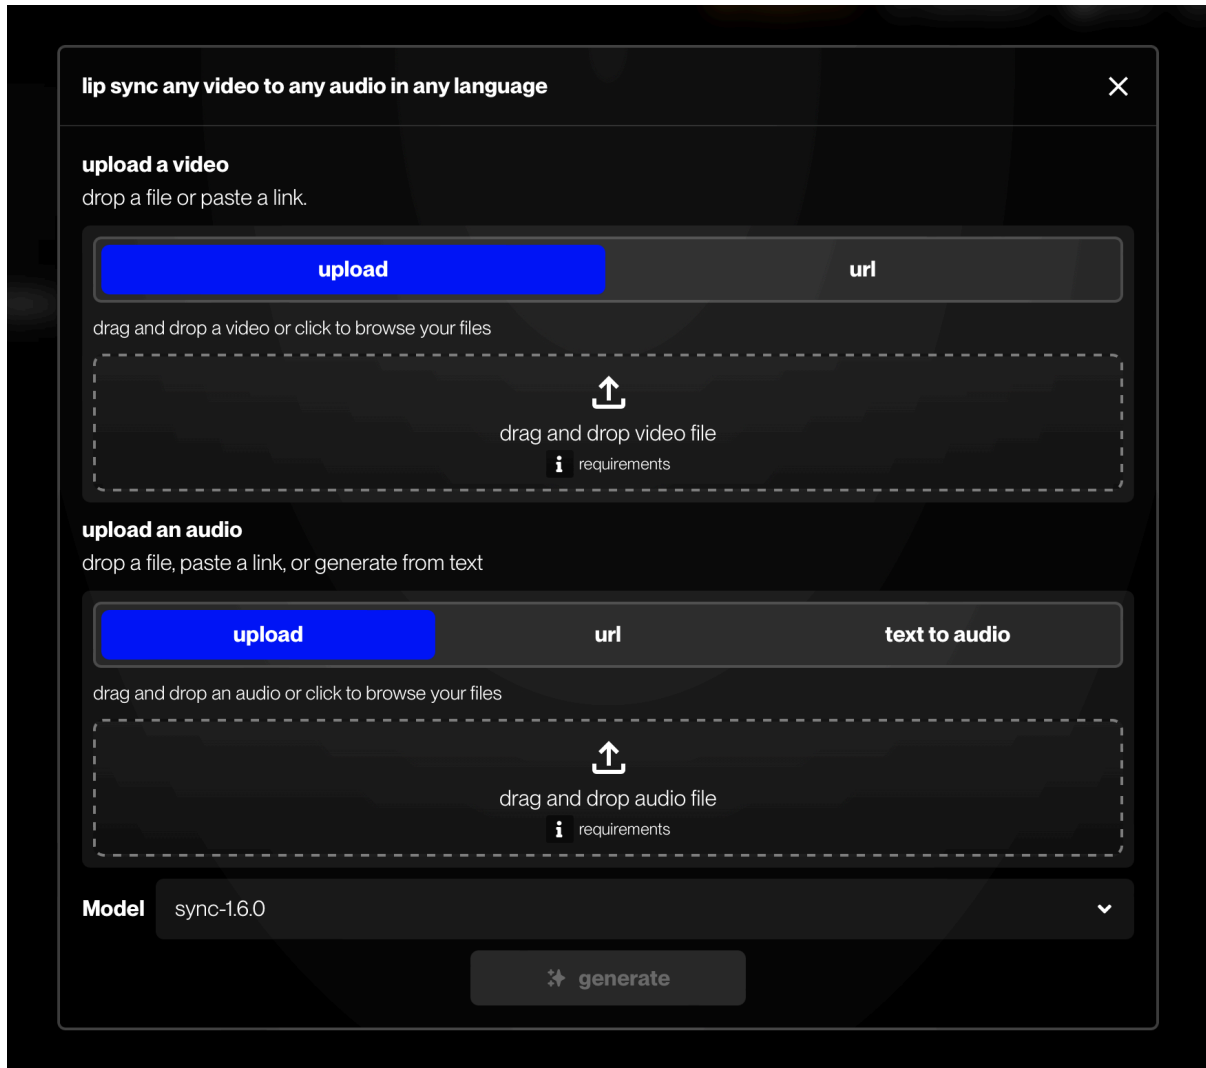 lip sync any video to any audio in any language
upload a video
drop a file or paste a link.
upload url
drag and drop a video or click to browse your files
drag and drop video file
requirements
upload an audio
drop a file, paste a link, or generate from text
upload url text to audio
drag and drop an audio or click to browse your files
drag and drop audio file
requirements
Model sync-1.6.0
generate